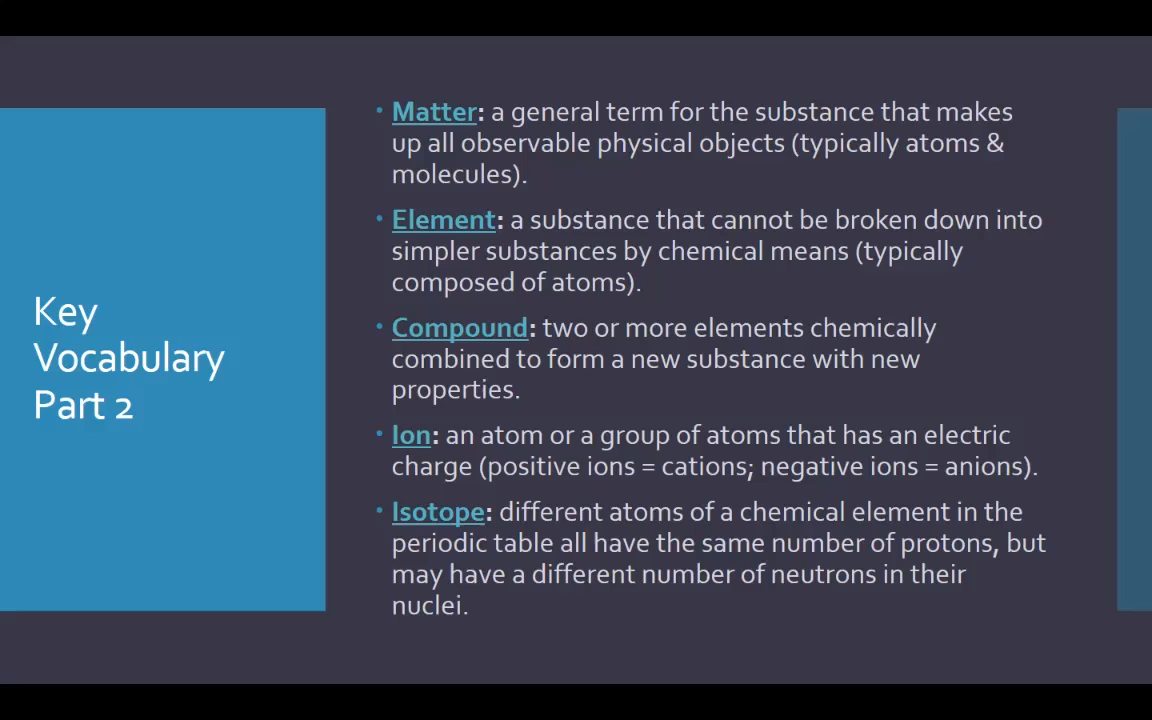 Key
Vocabulary
Part 2
• Matter: a general term for the substance that makes
up all observable physical objects (typically atoms &
molecules).
• Element: a substance that cannot be broken down into
simpler substances by chemical means (typically
composed of atoms).
• Compound: two or more elements chemically
combined to form a new substance with new
properties.
• Ion: an atom or a group of atoms that has an electric
charge (positive ions = cations; negative ions = anions).
• Isotope: different atoms of a chemical element in the
periodic table all have the same number of protons, but
may have a different number of neutrons in their
nuclei.